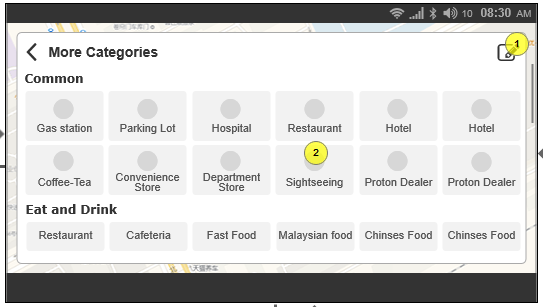 10 08:30 AM
More Categories 1
Common
Gas station Parking Lot Hospital Restaurant Hotel Hotel
2
Coffee-Tea Convenience Store Department Store Sightseeing Proton Dealer Proton Dealer
Eat and Drink
Restaurant Cafeteria Fast Food Malaysian food Chinses Food Chinses Food